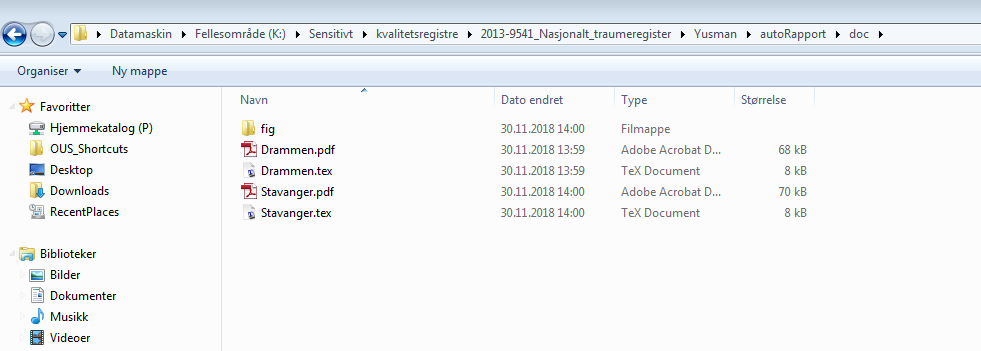 Datamaskin Fellesområde (K:) Sensitivt kvalitetsregistre 2013-9541_Nasjonalt_traumeregister Yusman autoRapport doc
Organiser Ny mappe
Favoritter
Hjemmekatalog (P)
OUS_Shortcuts
Desktop
Downloads
RecentPlaces
Biblioteker
Bilder
Dokumenter
Musikk
Videoer
Navn Dato endret Type Størrelse
fig 30.11.2018 14:00 Filmappe
Drammen.pdf 30.11.2018 13:59 Adobe Acrobat D... 68 kB
Drammen.tex 30.11.2018 13:59 TeX Document 8 kB
Stavanger.pdf 30.11.2018 14:00 Adobe Acrobat D... 70 kB
Stavanger.tex 30.11.2018 14:00 TeX Document 8 kB